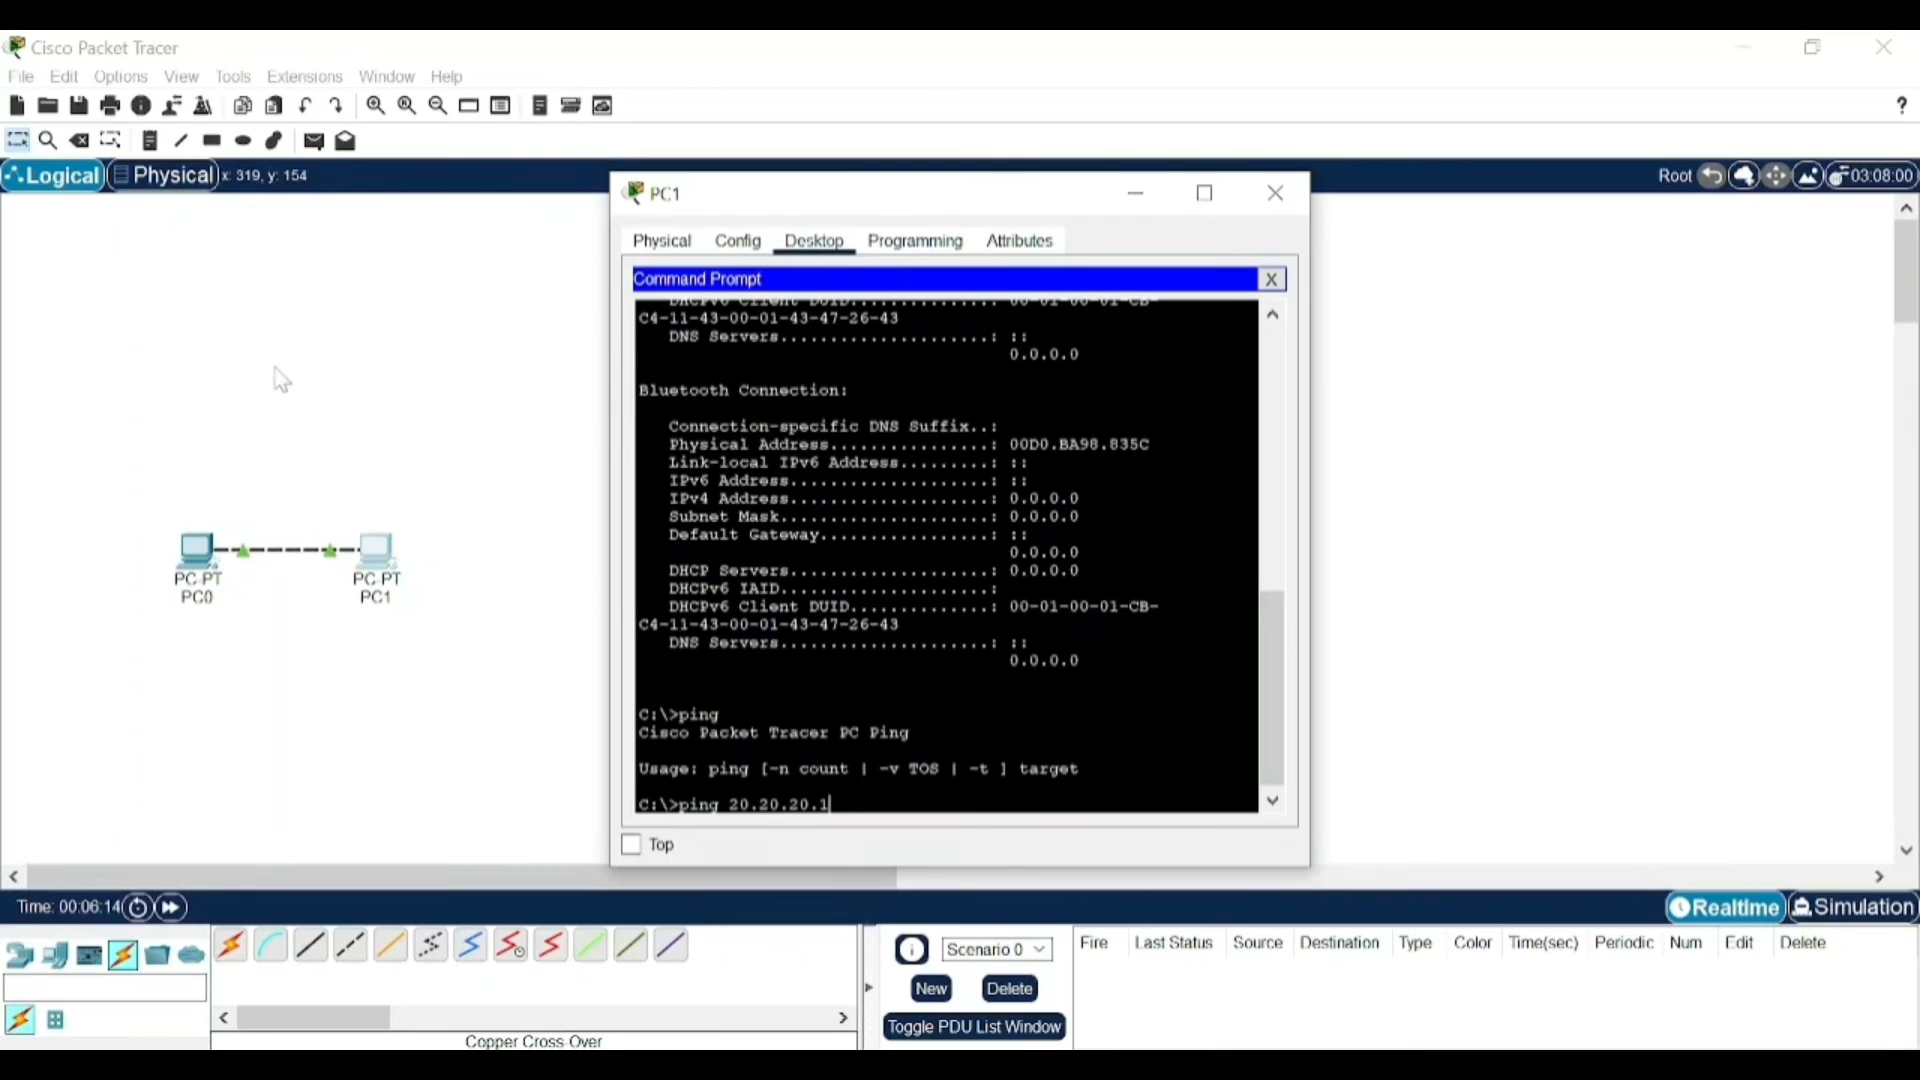 Cisco Packet Tracer
File Edit Options View Tools Extensions Window Help
?
Logical Physical x: 319, y: 154
Root 03:08:00
PC1
Physical Config Desktop Programming Attributes
Command Prompt X
DHCPv6 Client DUID..............: 00-01-00-01-CB-
C4-11-43-00-01-43-47-26-43
DNS Servers.....................: ::
0.0.0.0
Bluetooth Connection:
Connection-specific DNS Suffix..:
Physical Address................: 00D0.BA98.835C
Link-local IPv6 Address.........: ::
IPv6 Address....................: ::
IPv4 Address....................: 0.0.0.0
Subnet Mask.....................: 0.0.0.0
Default Gateway.................: ::
0.0.0.0
DHCP Servers....................: 0.0.0.0
DHCPv6 IAID.....................:
DHCPv6 Client DUID..............: 00-01-00-01-CB-
C4-11-43-00-01-43-47-26-43
DNS Servers.....................: ::
0.0.0.0
C:\>ping
Cisco Packet Tracer PC Ping
Usage: ping [-n count | -v TOS | -t ] target
C:\>ping 20.20.20.1
Top
PC-PT
PC0
PC-PT
PC1
Time: 00:06:14
Realtime Simulation
Scenario 0
New Delete
Toggle PDU List Window
Fire Last Status Source Destination Type Color Time(sec) Periodic Num Edit Delete
Copper Cross-Over